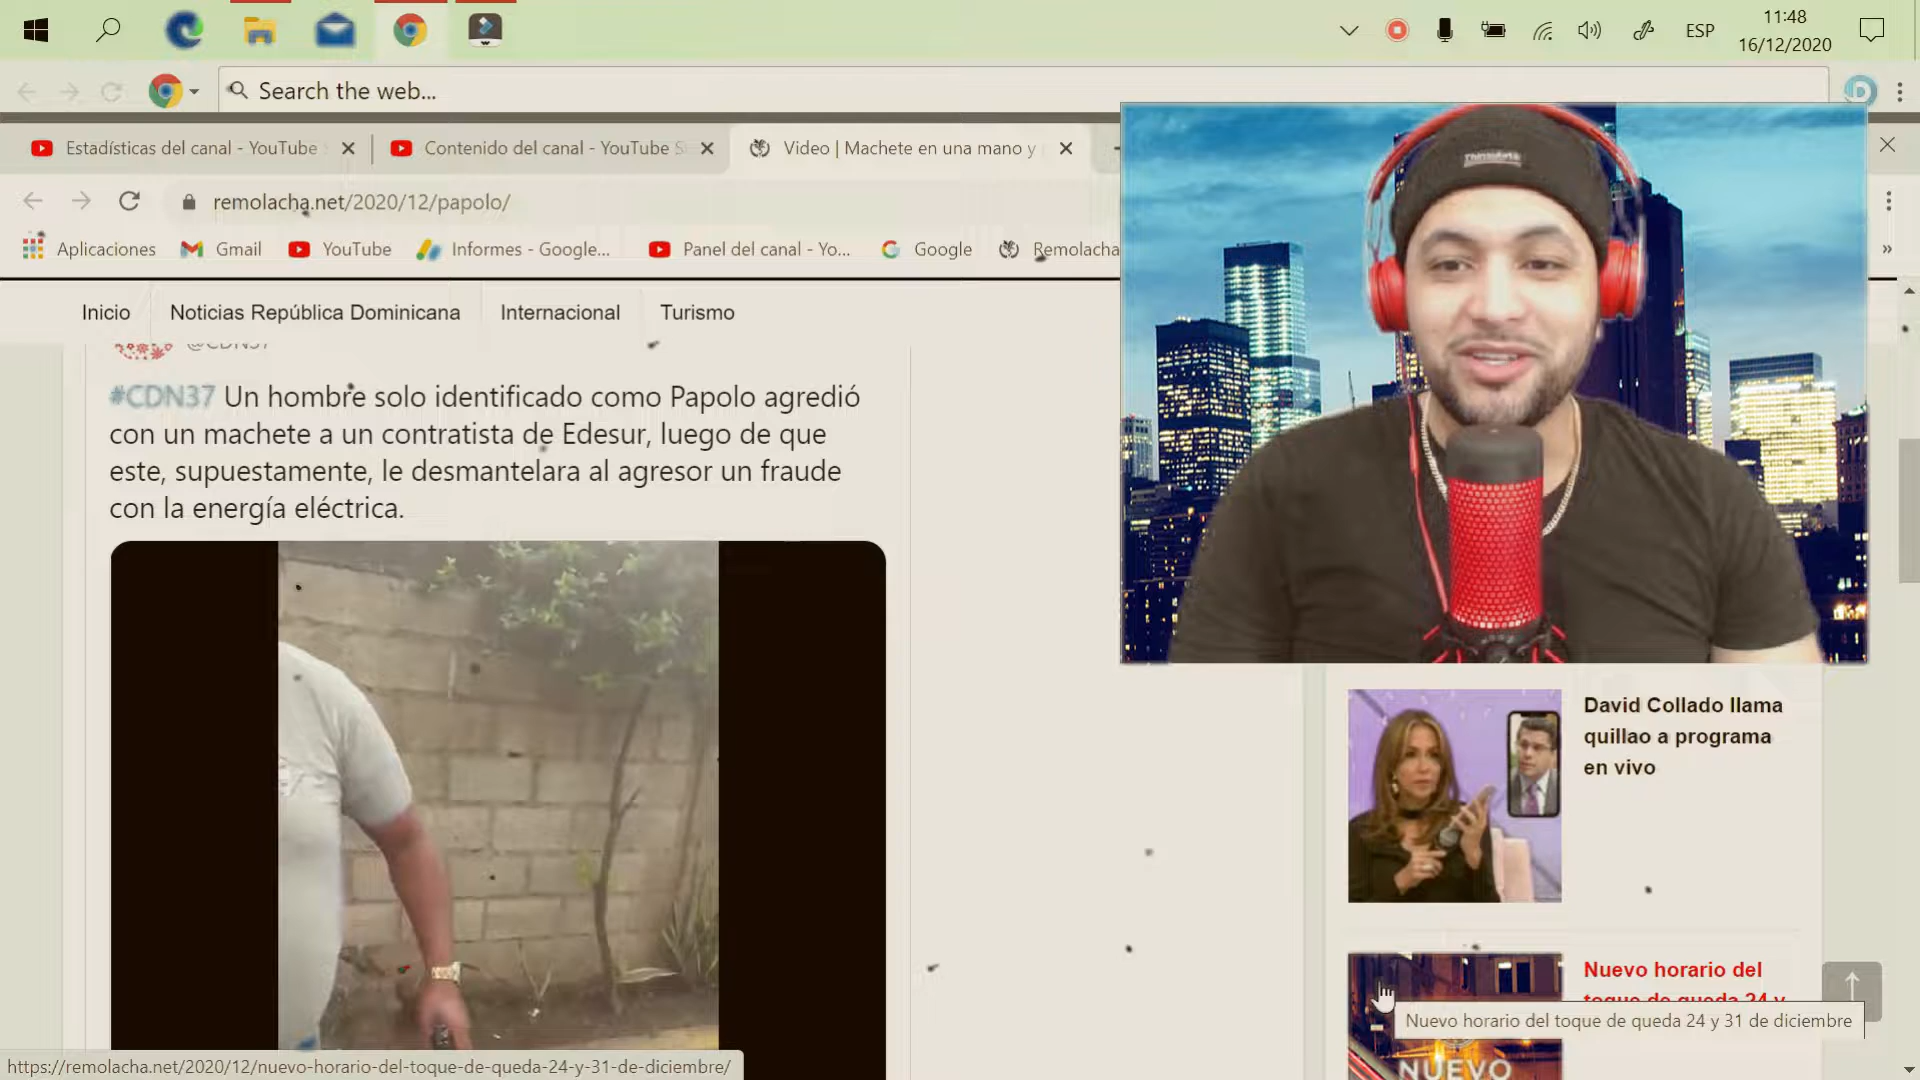 11:48
ESP
16/12/2020
Search the web...
Estadísticas del canal - YouTube
Contenido del canal - YouTube S
Video | Machete en una mano y
remolacha.net/2020/12/papolo/
Aplicaciones
Gmail
YouTube
Informes - Google...
Panel del canal - Yo...
Google
Remolacha
»
Inicio
Noticias República Dominicana
Internacional
Turismo
@CDN37
#CDN37 Un hombre solo identificado como Papolo agredió
con un machete a un contratista de Edesur, luego de que
este, supuestamente, le desmantelara al agresor un fraude
con la energía eléctrica.
David Collado llama
quillao a programa
en vivo
Nuevo horario del
toque de queda 24 y
Nuevo horario del toque de queda 24 y 31 de diciembre
NUEVO
https://remolacha.net/2020/12/nuevo-horario-del-toque-de-queda-24-y-31-de-diciembre/